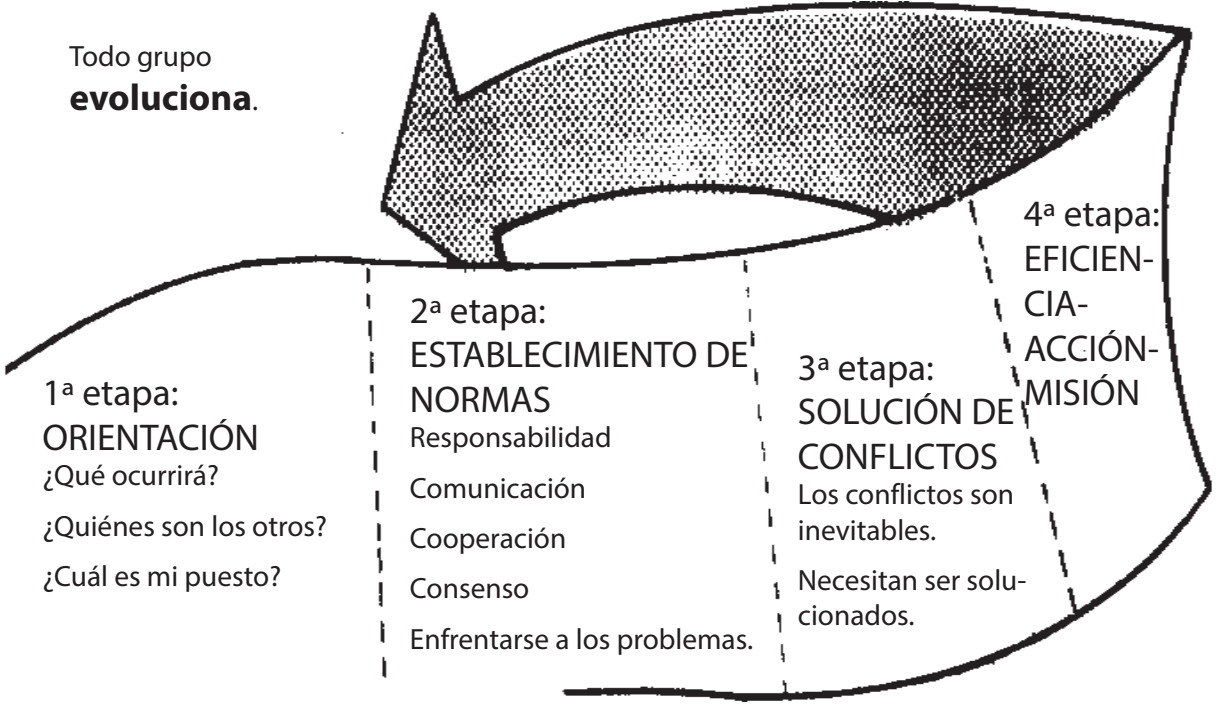 Todo grupo
evoluciona.
1ª etapa:
ORIENTACIÓN
¿Qué ocurrirá?
¿Quiénes son los otros?
¿Cuál es mi puesto?
2ª etapa:
ESTABLECIMIENTO DE
NORMAS
Responsabilidad
Comunicación
Cooperación
Consenso
Enfrentarse a los problemas.
3ª etapa:
SOLUCIÓN DE
CONFLICTOS
Los conflictos son
inevitables.
Necesitan ser solu-
cionados.
4ª etapa:
EFICIEN-
CIA-
ACCIÓN-
MISIÓN